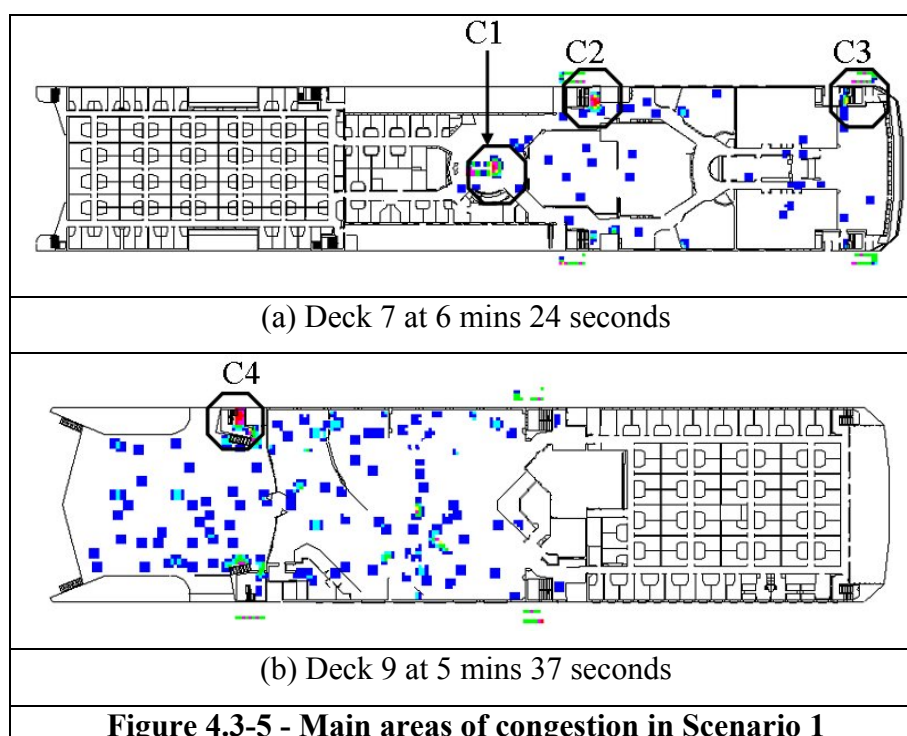 C1
C2
C3
(a) Deck 7 at 6 mins 24 seconds
C4
(b) Deck 9 at 5 mins 37 seconds
Figure 4.3-5 - Main areas of congestion in Scenario 1